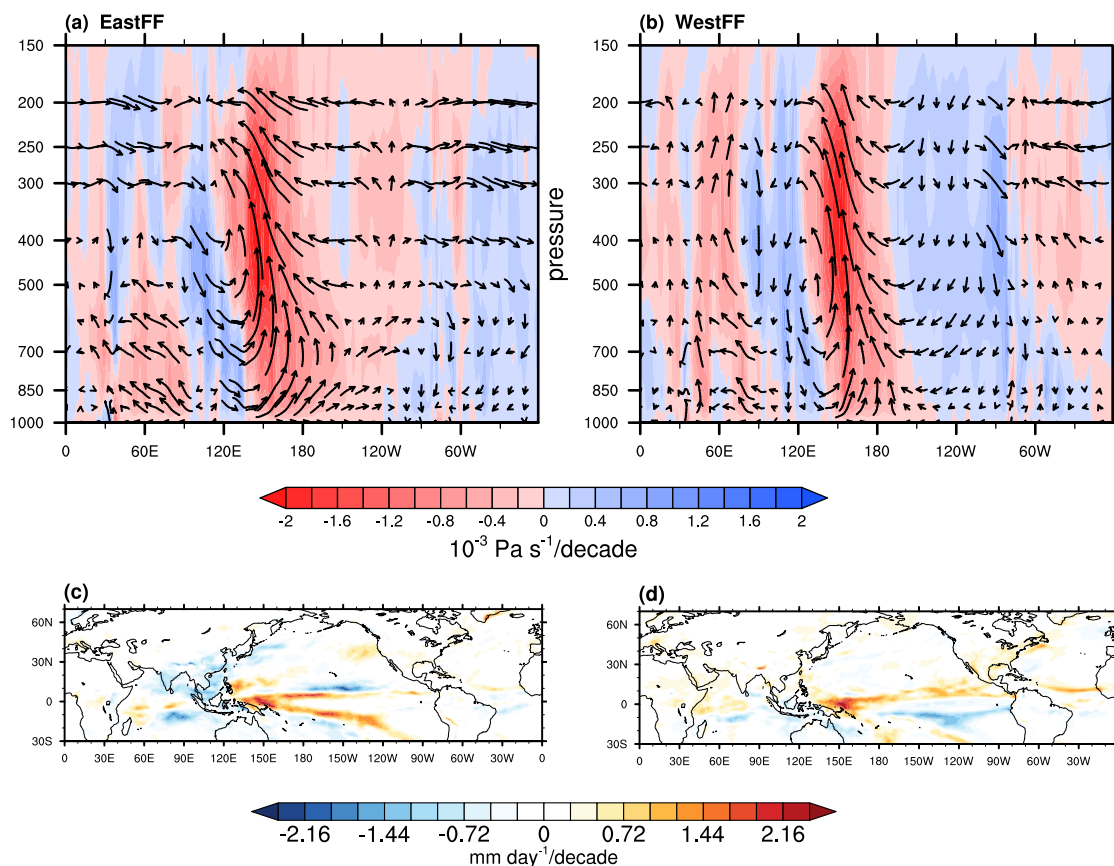 (a) EastFF
(b) WestFF
150
200
250
300
400
500
700
850
1000
0 60E 120E 180 120W 60W
pressure
150
200
250
300
400
500
700
850
1000
0 60E 120E 180 120W 60W
-2 -1.6 -1.2 -0.8 -0.4 0 0.4 0.8 1.2 1.6 2
10⁻³ Pa s⁻¹/decade
(c)
(d)
60N
30N
0
30S
0 30E 60E 90E 120E 150E 180 150W 120W 90W 60W 30W 0
60N
30N
0
30S
0 30E 60E 90E 120E 150E 180 150W 120W 90W 60W 30W
-2.16 -1.44 -0.72 0 0.72 1.44 2.16
mm day⁻¹/decade